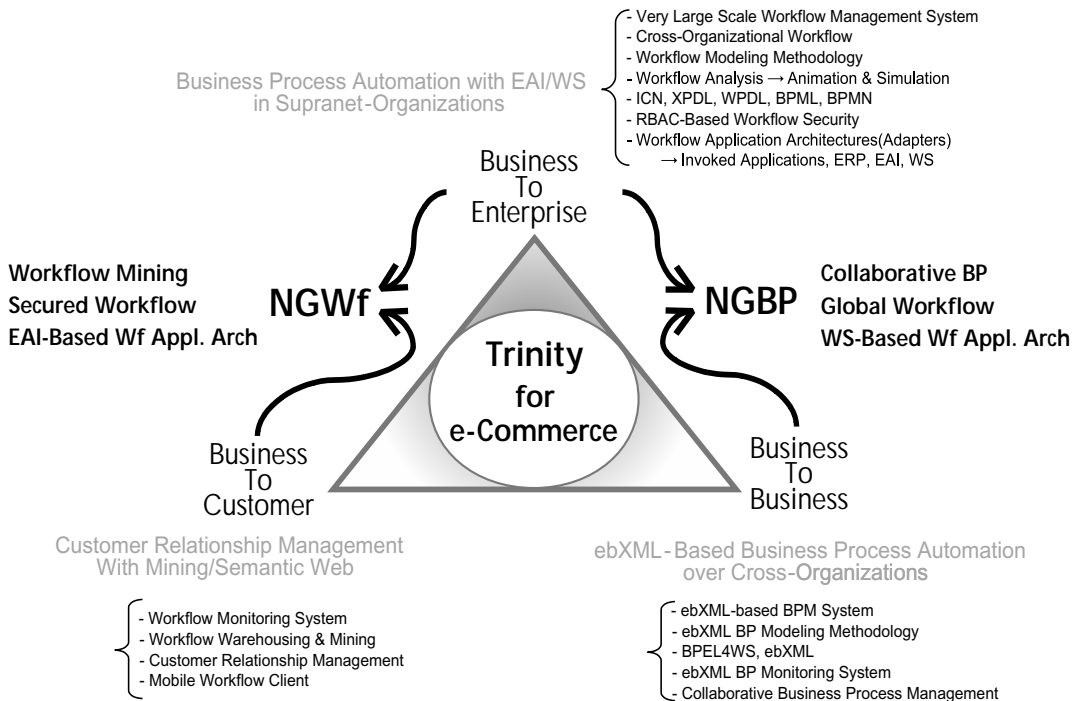 - Very Large Scale Workflow Management System
- Cross-Organizational Workflow
- Workflow Modeling Methodology
- Workflow Analysis → Animation & Simulation
- ICN, XPDL, WPDL, BPML, BPMN
- RBAC-Based Workflow Security
- Workflow Application Architectures(Adapters)
→ Invoked Applications, ERP, EAI, WS
Business Process Automation with EAI/WS
in Supranet-Organizations
Business
To
Enterprise
Workflow Mining
Secured Workflow
EAI-Based Wf Appl. Arch
NGWf
NGBP
Collaborative BP
Global Workflow
WS-Based Wf Appl. Arch
Trinity
for
e-Commerce
Business
To
Customer
Business
To
Business
Customer Relationship Management
With Mining/Semantic Web
- Workflow Monitoring System
- Workflow Warehousing & Mining
- Customer Relationship Management
- Mobile Workflow Client
ebXML-Based Business Process Automation
over Cross-Organizations
- ebXML-based BPM System
- ebXML BP Modeling Methodology
- BPEL4WS, ebXML
- ebXML BP Monitoring System
- Collaborative Business Process Management